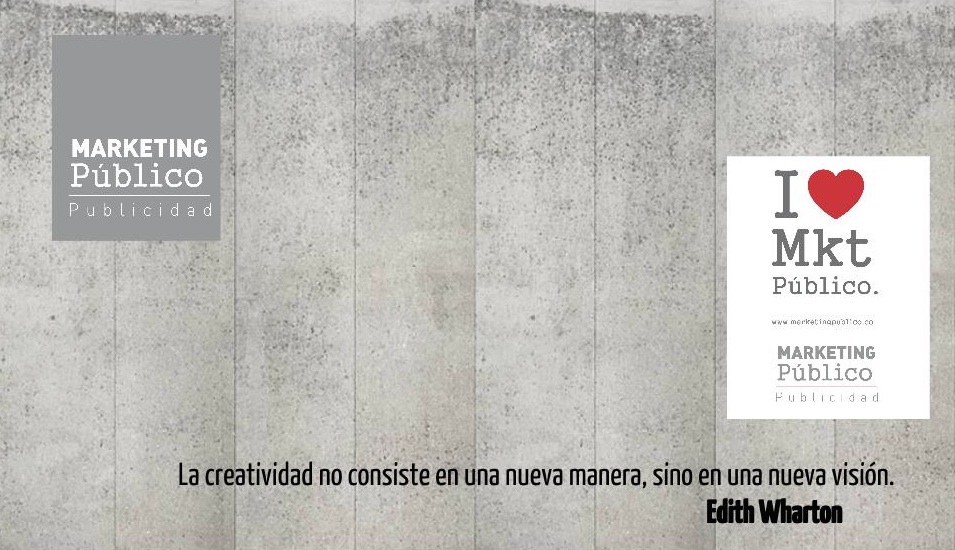 MARKETING
Público
Publicidad
I
Mkt
Público.
www.marketingpublico.co
MARKETING
Público
Publicidad
La creatividad no consiste en una nueva manera, sino en una nueva visión.
Edith Wharton